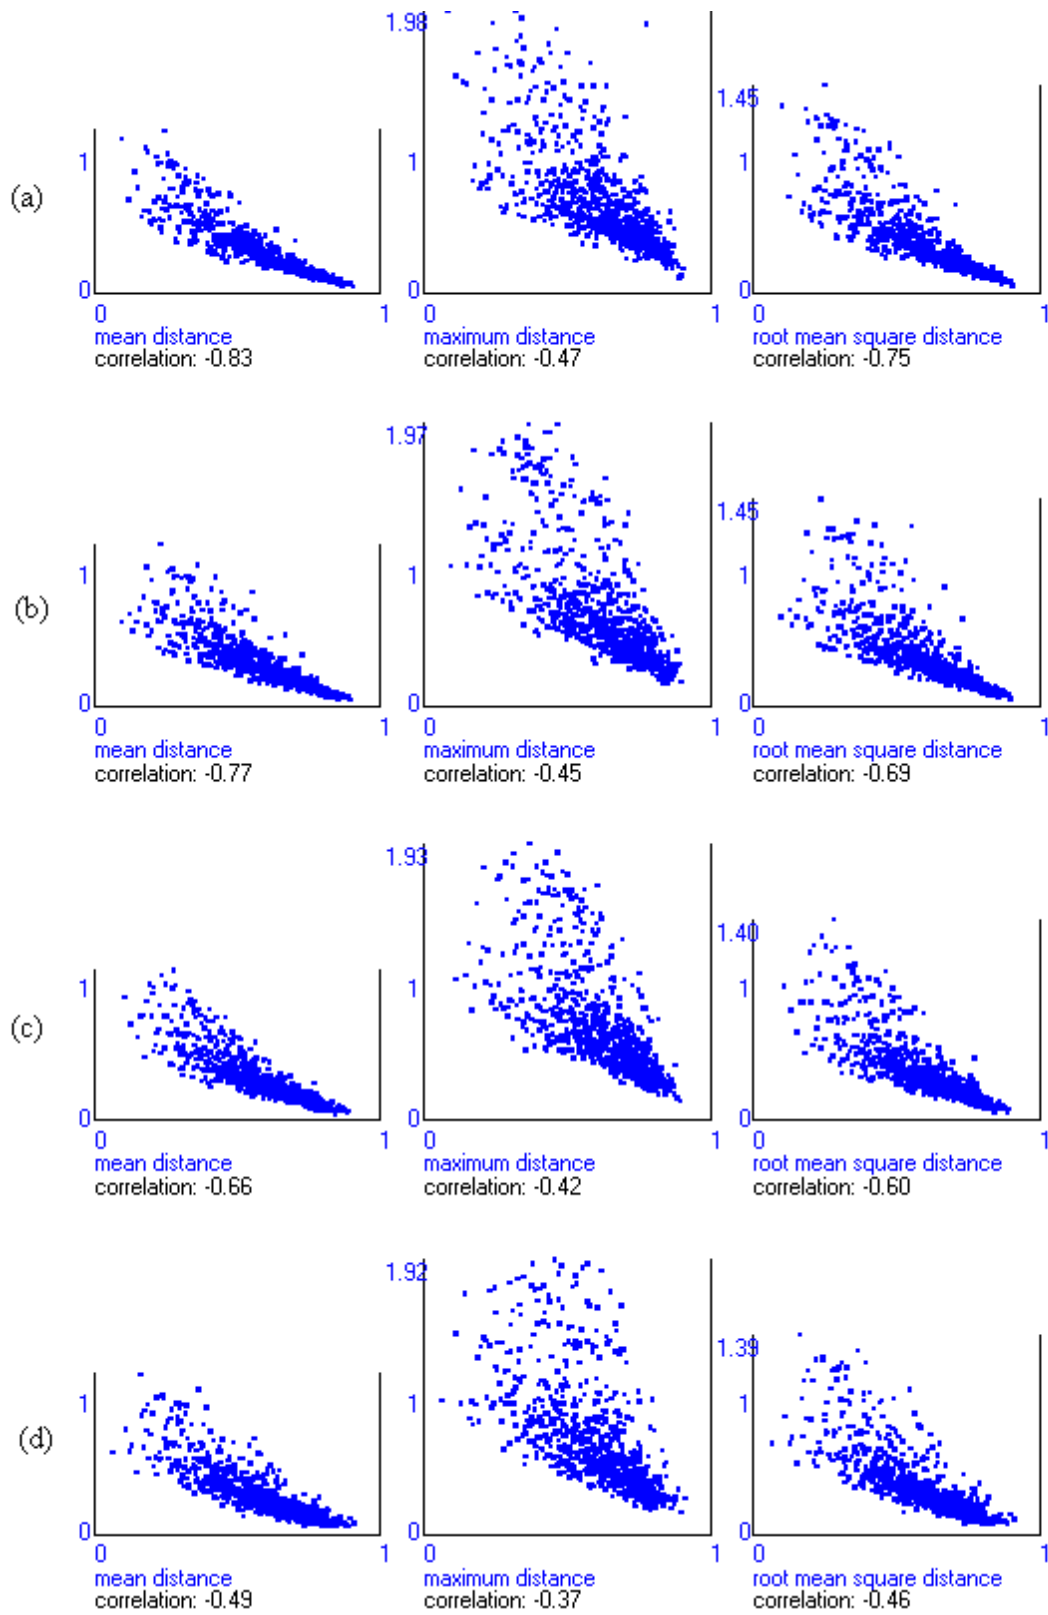 1.98
1.45
1
1
1
(a)
0
0
0
0 1
0 1
0 1
mean distance
maximum distance
root mean square distance
correlation: -0.83
correlation: -0.47
correlation: -0.75
1.97
1.45
1
1
1
(b)
0
0
0
0 1
0 1
0 1
mean distance
maximum distance
root mean square distance
correlation: -0.77
correlation: -0.45
correlation: -0.69
1.93
1.40
1
1
1
(c)
0
0
0
0 1
0 1
0 1
mean distance
maximum distance
root mean square distance
correlation: -0.66
correlation: -0.42
correlation: -0.60
1.92
1.39
1
1
1
(d)
0
0
0
0 1
0 1
0 1
mean distance
maximum distance
root mean square distance
correlation: -0.49
correlation: -0.37
correlation: -0.46